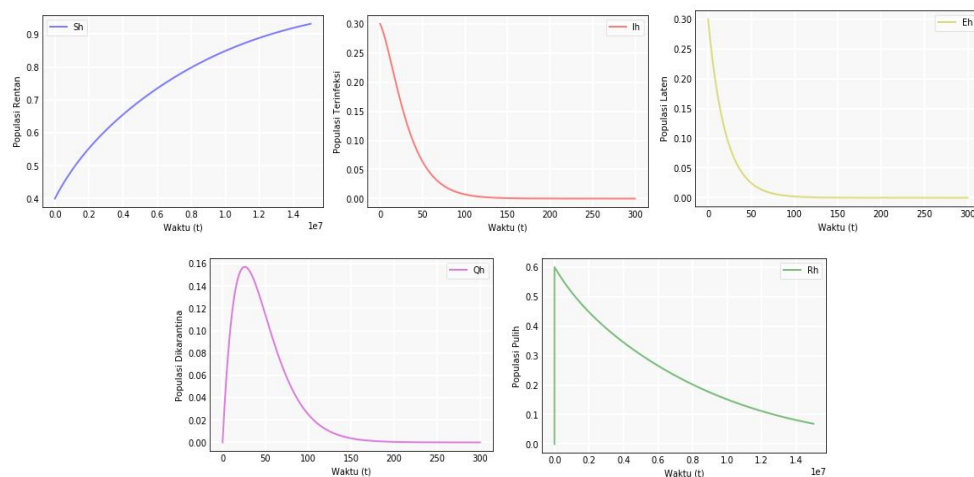 Sh
Populasi Rentan
0.9
0.8
0.7
0.6
0.5
0.4
0.0 0.2 0.4 0.6 0.8 1.0 1.2 1.4
1e7
Waktu (t)
Ih
Populasi Terinfeksi
0.30
0.25
0.20
0.15
0.10
0.05
0.00
0 50 100 150 200 250 300
Waktu (t)
Eh
Populasi Laten
0.30
0.25
0.20
0.15
0.10
0.05
0.00
0 50 100 150 200 250 300
Waktu (t)
Qh
Populasi Dikarantina
0.16
0.14
0.12
0.10
0.08
0.06
0.04
0.02
0.00
0 50 100 150 200 250 300
Waktu (t)
Rh
Populasi Pulih
0.6
0.5
0.4
0.3
0.2
0.1
0.0
0.0 0.2 0.4 0.6 0.8 1.0 1.2 1.4
1e7
Waktu (t)